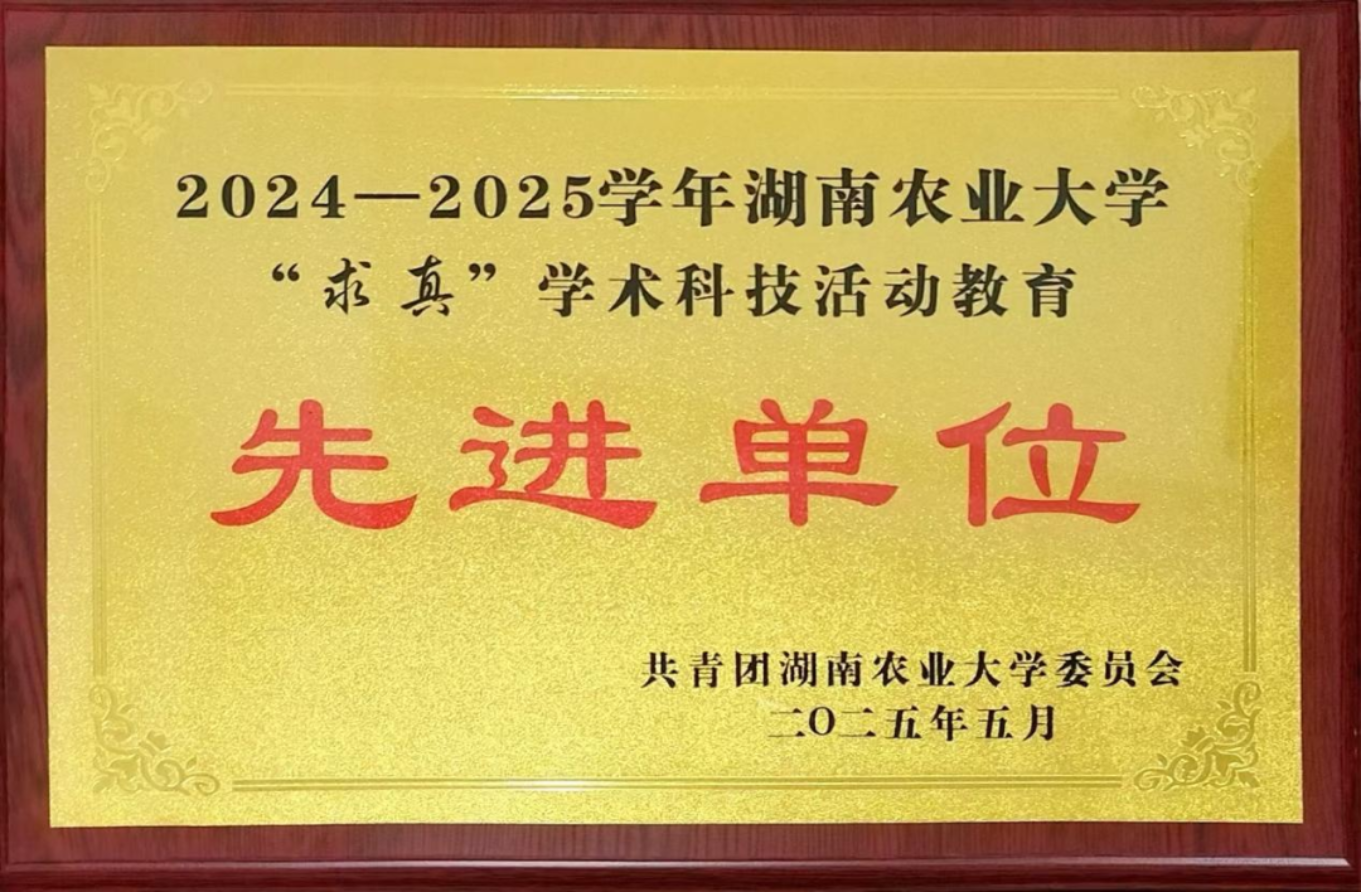 2024—2025学年湖南农业大学
“求真”学术科技活动教育
先进单位
共青团湖南农业大学委员会
二〇二五年五月